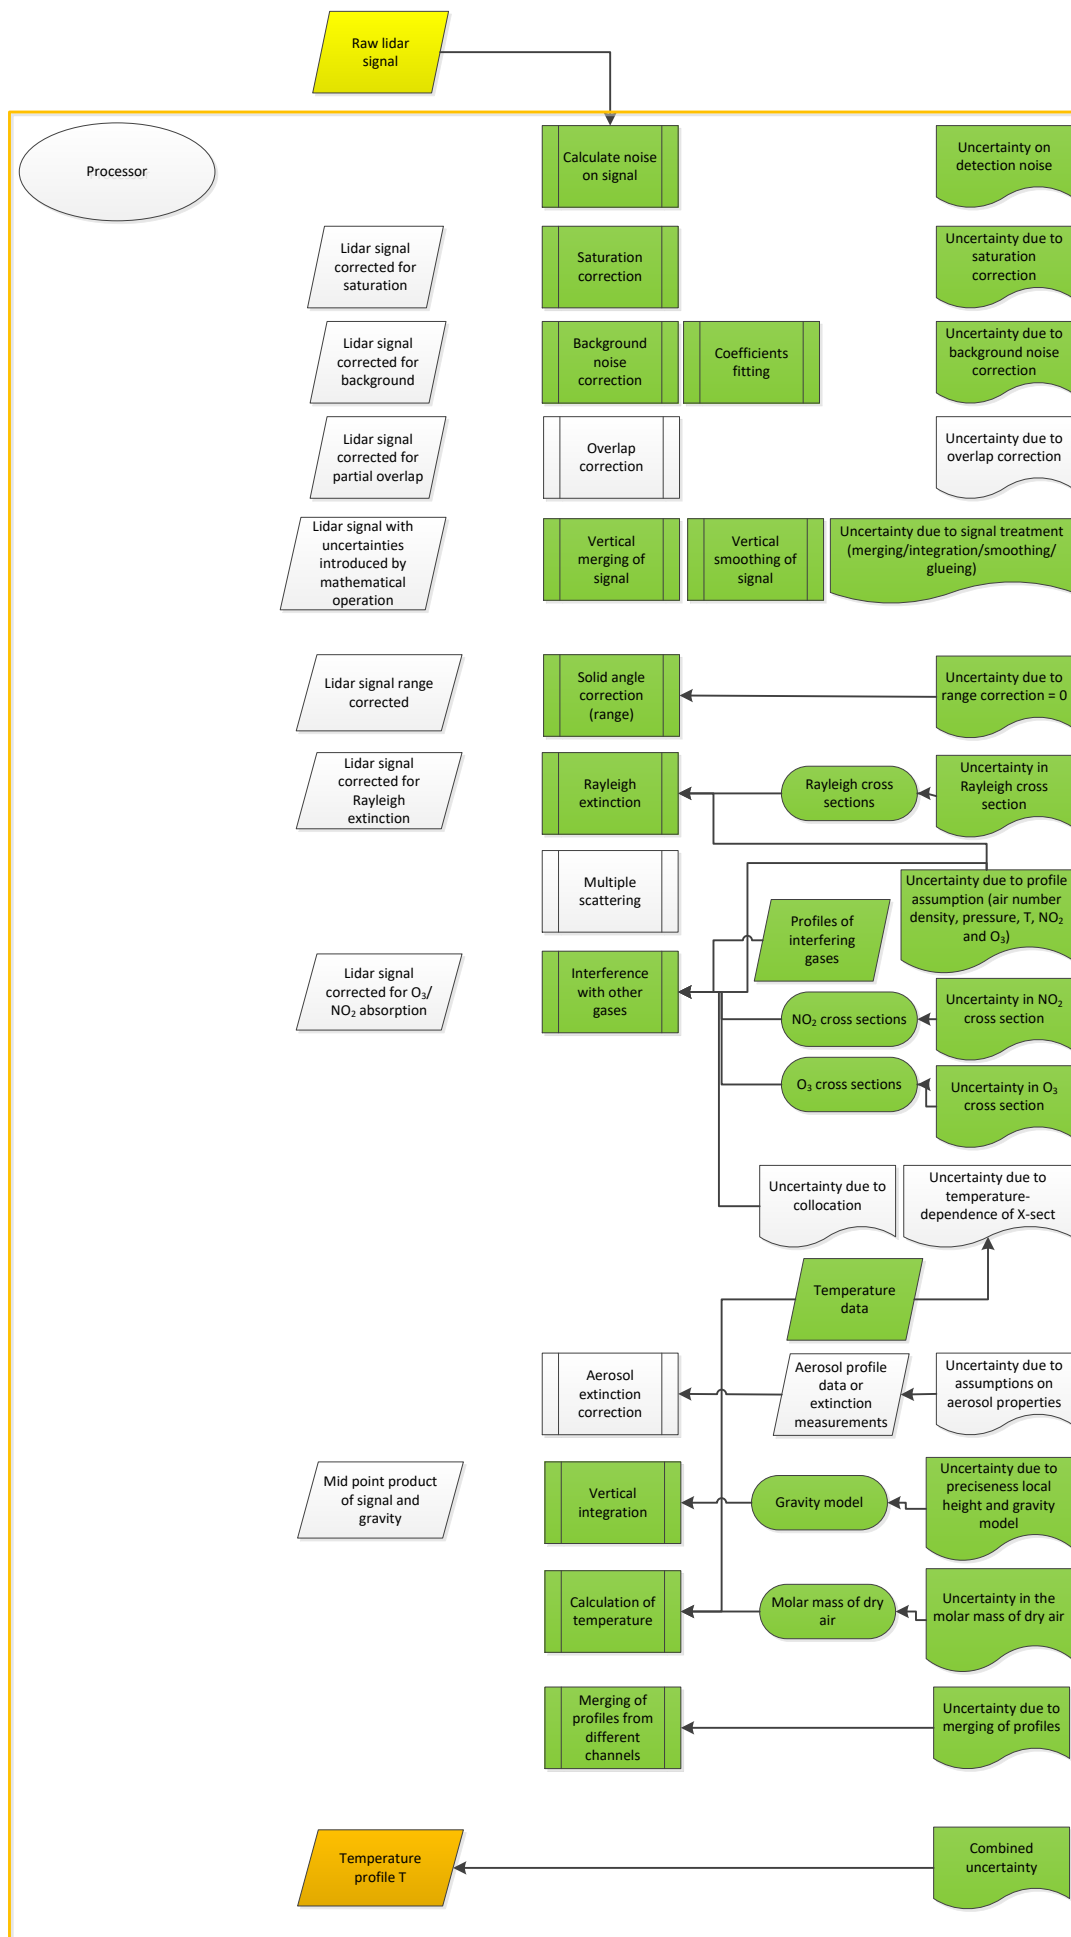 Raw lidar
signal
Processor
Calculate noise
on signal
Uncertainty on
detection noise
Lidar signal
corrected for
saturation
Saturation
correction
Uncertainty due to
saturation
correction
Lidar signal
corrected for
background
Background
noise
correction
Coefficients
fitting
Uncertainty due to
background noise
correction
Lidar signal
corrected for
partial overlap
Overlap
correction
Uncertainty due to
overlap correction
Lidar signal with
uncertainties
introduced by
mathematical
operation
Vertical
merging of
signal
Vertical
smoothing of
signal
Uncertainty due to signal treatment
(merging/integration/smoothing/
glueing)
Lidar signal range
corrected
Solid angle
correction
(range)
Uncertainty due to
range correction = 0
Lidar signal
corrected for
Rayleigh
extinction
Rayleigh
extinction
Rayleigh cross
sections
Uncertainty in
Rayleigh cross
section
Multiple
scattering
Profiles of
interfering
gases
Uncertainty due to profile
assumption (air number
density, pressure, T, NO₂
and O₃)
Lidar signal
corrected for O₃/
NO₂ absorption
Interference
with other
gases
NO₂ cross sections
Uncertainty in NO₂
cross section
O₃ cross sections
Uncertainty in O₃
cross section
Uncertainty due to
collocation
Uncertainty due to
temperature-
dependence of X-sect
Temperature
data
Aerosol
extinction
correction
Aerosol profile
data or
extinction
measurements
Uncertainty due to
assumptions on
aerosol properties
Mid point product
of signal and
gravity
Vertical
integration
Gravity model
Uncertainty due to
preciseness local
height and gravity
model
Calculation of
temperature
Molar mass of dry
air
Uncertainty in the
molar mass of dry air
Merging of
profiles from
different
channels
Uncertainty due to
merging of profiles
Temperature
profile T
Combined
uncertainty